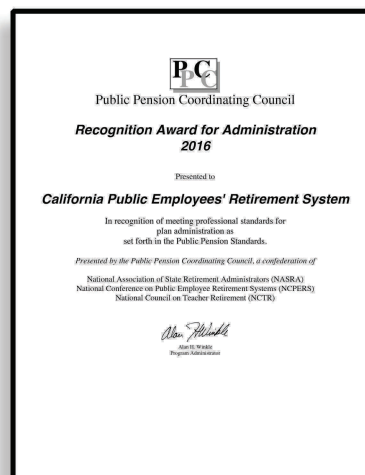 PPCC
Public Pension Coordinating Council
Recognition Award for Administration
2016
Presented to
California Public Employees' Retirement System
In recognition of meeting professional standards for
plan administration as
set forth in the Public Pension Standards.
Presented by the Public Pension Coordinating Council, a confederation of
National Association of State Retirement Administrators (NASRA)
National Conference on Public Employee Retirement Systems (NCPERS)
National Council on Teacher Retirement (NCTR)
Alan H. Winkle
Alan H. Winkle
Program Administrator